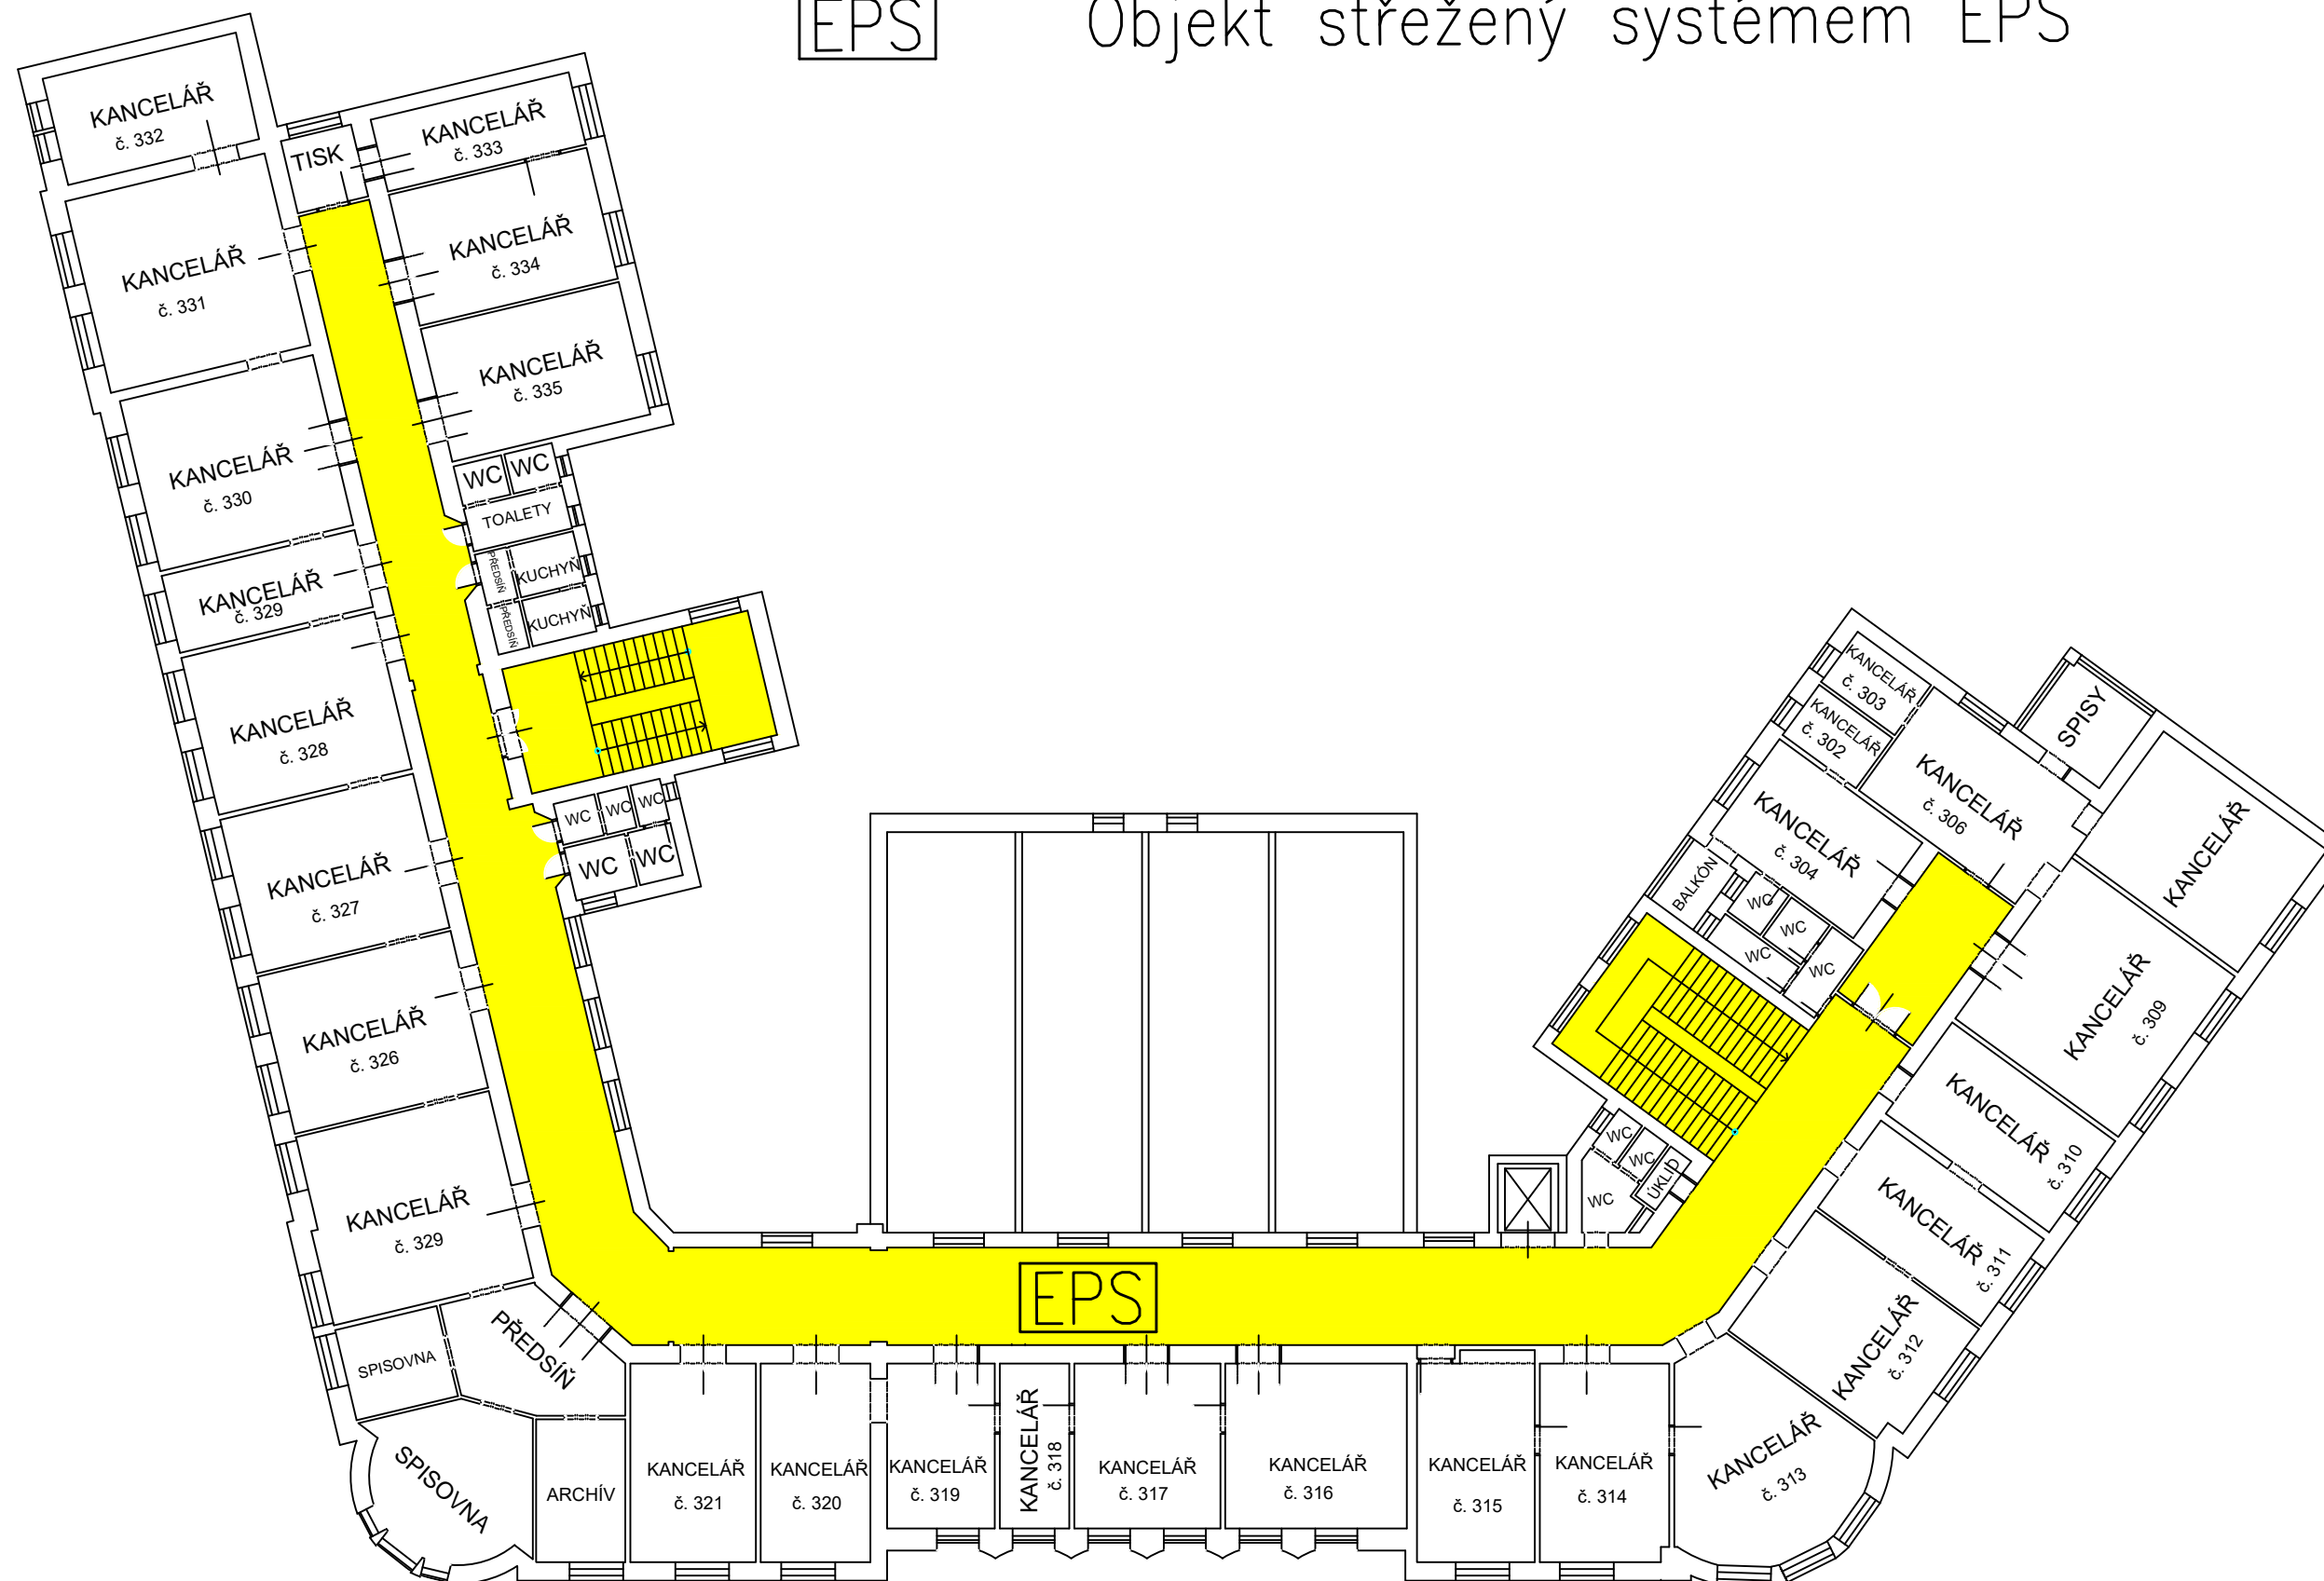 EPS Objekt střežený systémem EPS
KANCELÁŘ
č. 332
TISK
KANCELÁŘ
č. 333
KANCELÁŘ
č. 331
KANCELÁŘ
č. 334
KANCELÁŘ
č. 335
KANCELÁŘ
č. 330
WC
WC
TOALETY
PŘEDSÍŇ
KUCHYŇ
PŘEDSÍŇ
KUCHYŇ
KANCELÁŘ
č. 329
KANCELÁŘ
č. 328
WC
WC
WC
WC
WC
KANCELÁŘ
č. 327
KANCELÁŘ
č. 326
KANCELÁŘ
č. 329
SPISOVNA
PŘEDSÍŇ
SPISOVNA
ARCHÍV
KANCELÁŘ
č. 321
KANCELÁŘ
č. 320
KANCELÁŘ
č. 319
KANCELÁŘ
č. 318
KANCELÁŘ
č. 317
KANCELÁŘ
č. 316
KANCELÁŘ
č. 315
KANCELÁŘ
č. 314
KANCELÁŘ
č. 313
EPS
KANCELÁŘ
č. 312
KANCELÁŘ
č. 311
KANCELÁŘ
č. 310
KANCELÁŘ
č. 309
KANCELÁŘ
SPISY
KANCELÁŘ
č. 303
KANCELÁŘ
č. 302
KANCELÁŘ
č. 306
KANCELÁŘ
č. 304
BALKÓN
WC
WC
WC
WC
WC
WC
ÚKLID
WC